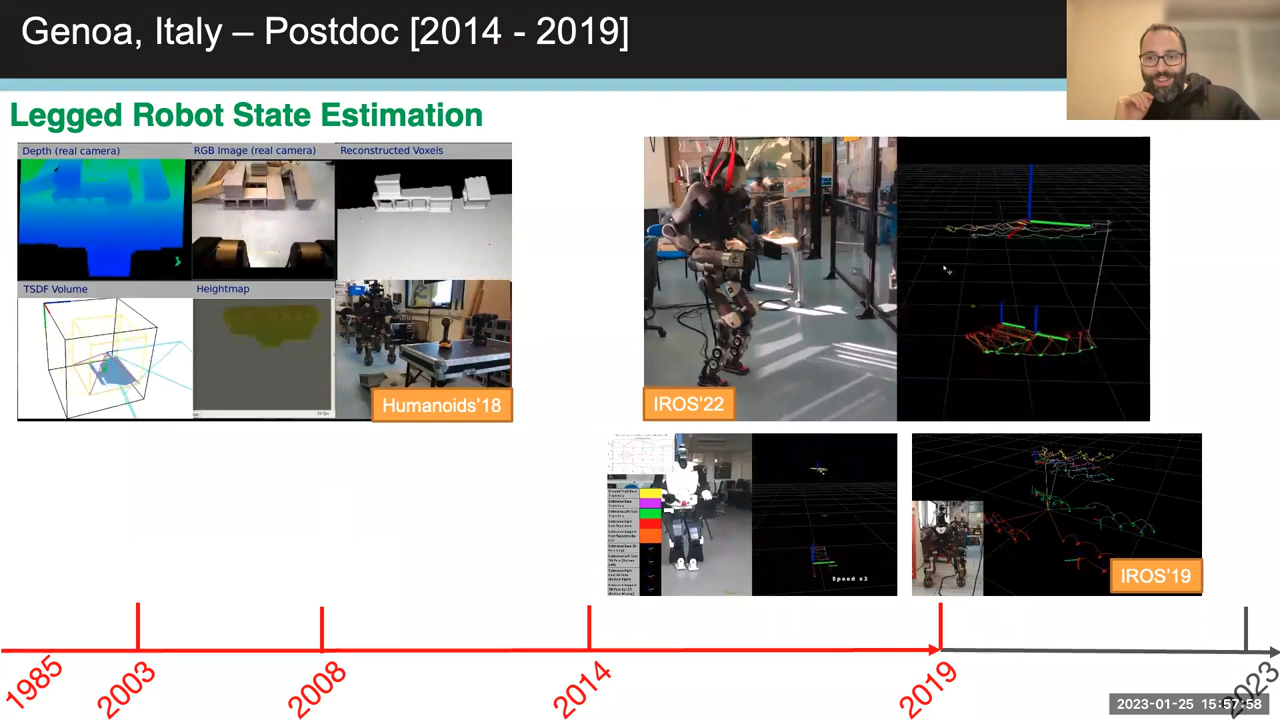 Genoa, Italy – Postdoc [2014 - 2019]
Legged Robot State Estimation
Depth (real camera)
RGB Image (real camera)
Reconstructed Voxels
TSDF Volume
Heightmap
Humanoids'18
IROS'22
Speed x3
IROS'19
1985
2003
2008
2014
2019
2023
2023-01-25 15:57:58